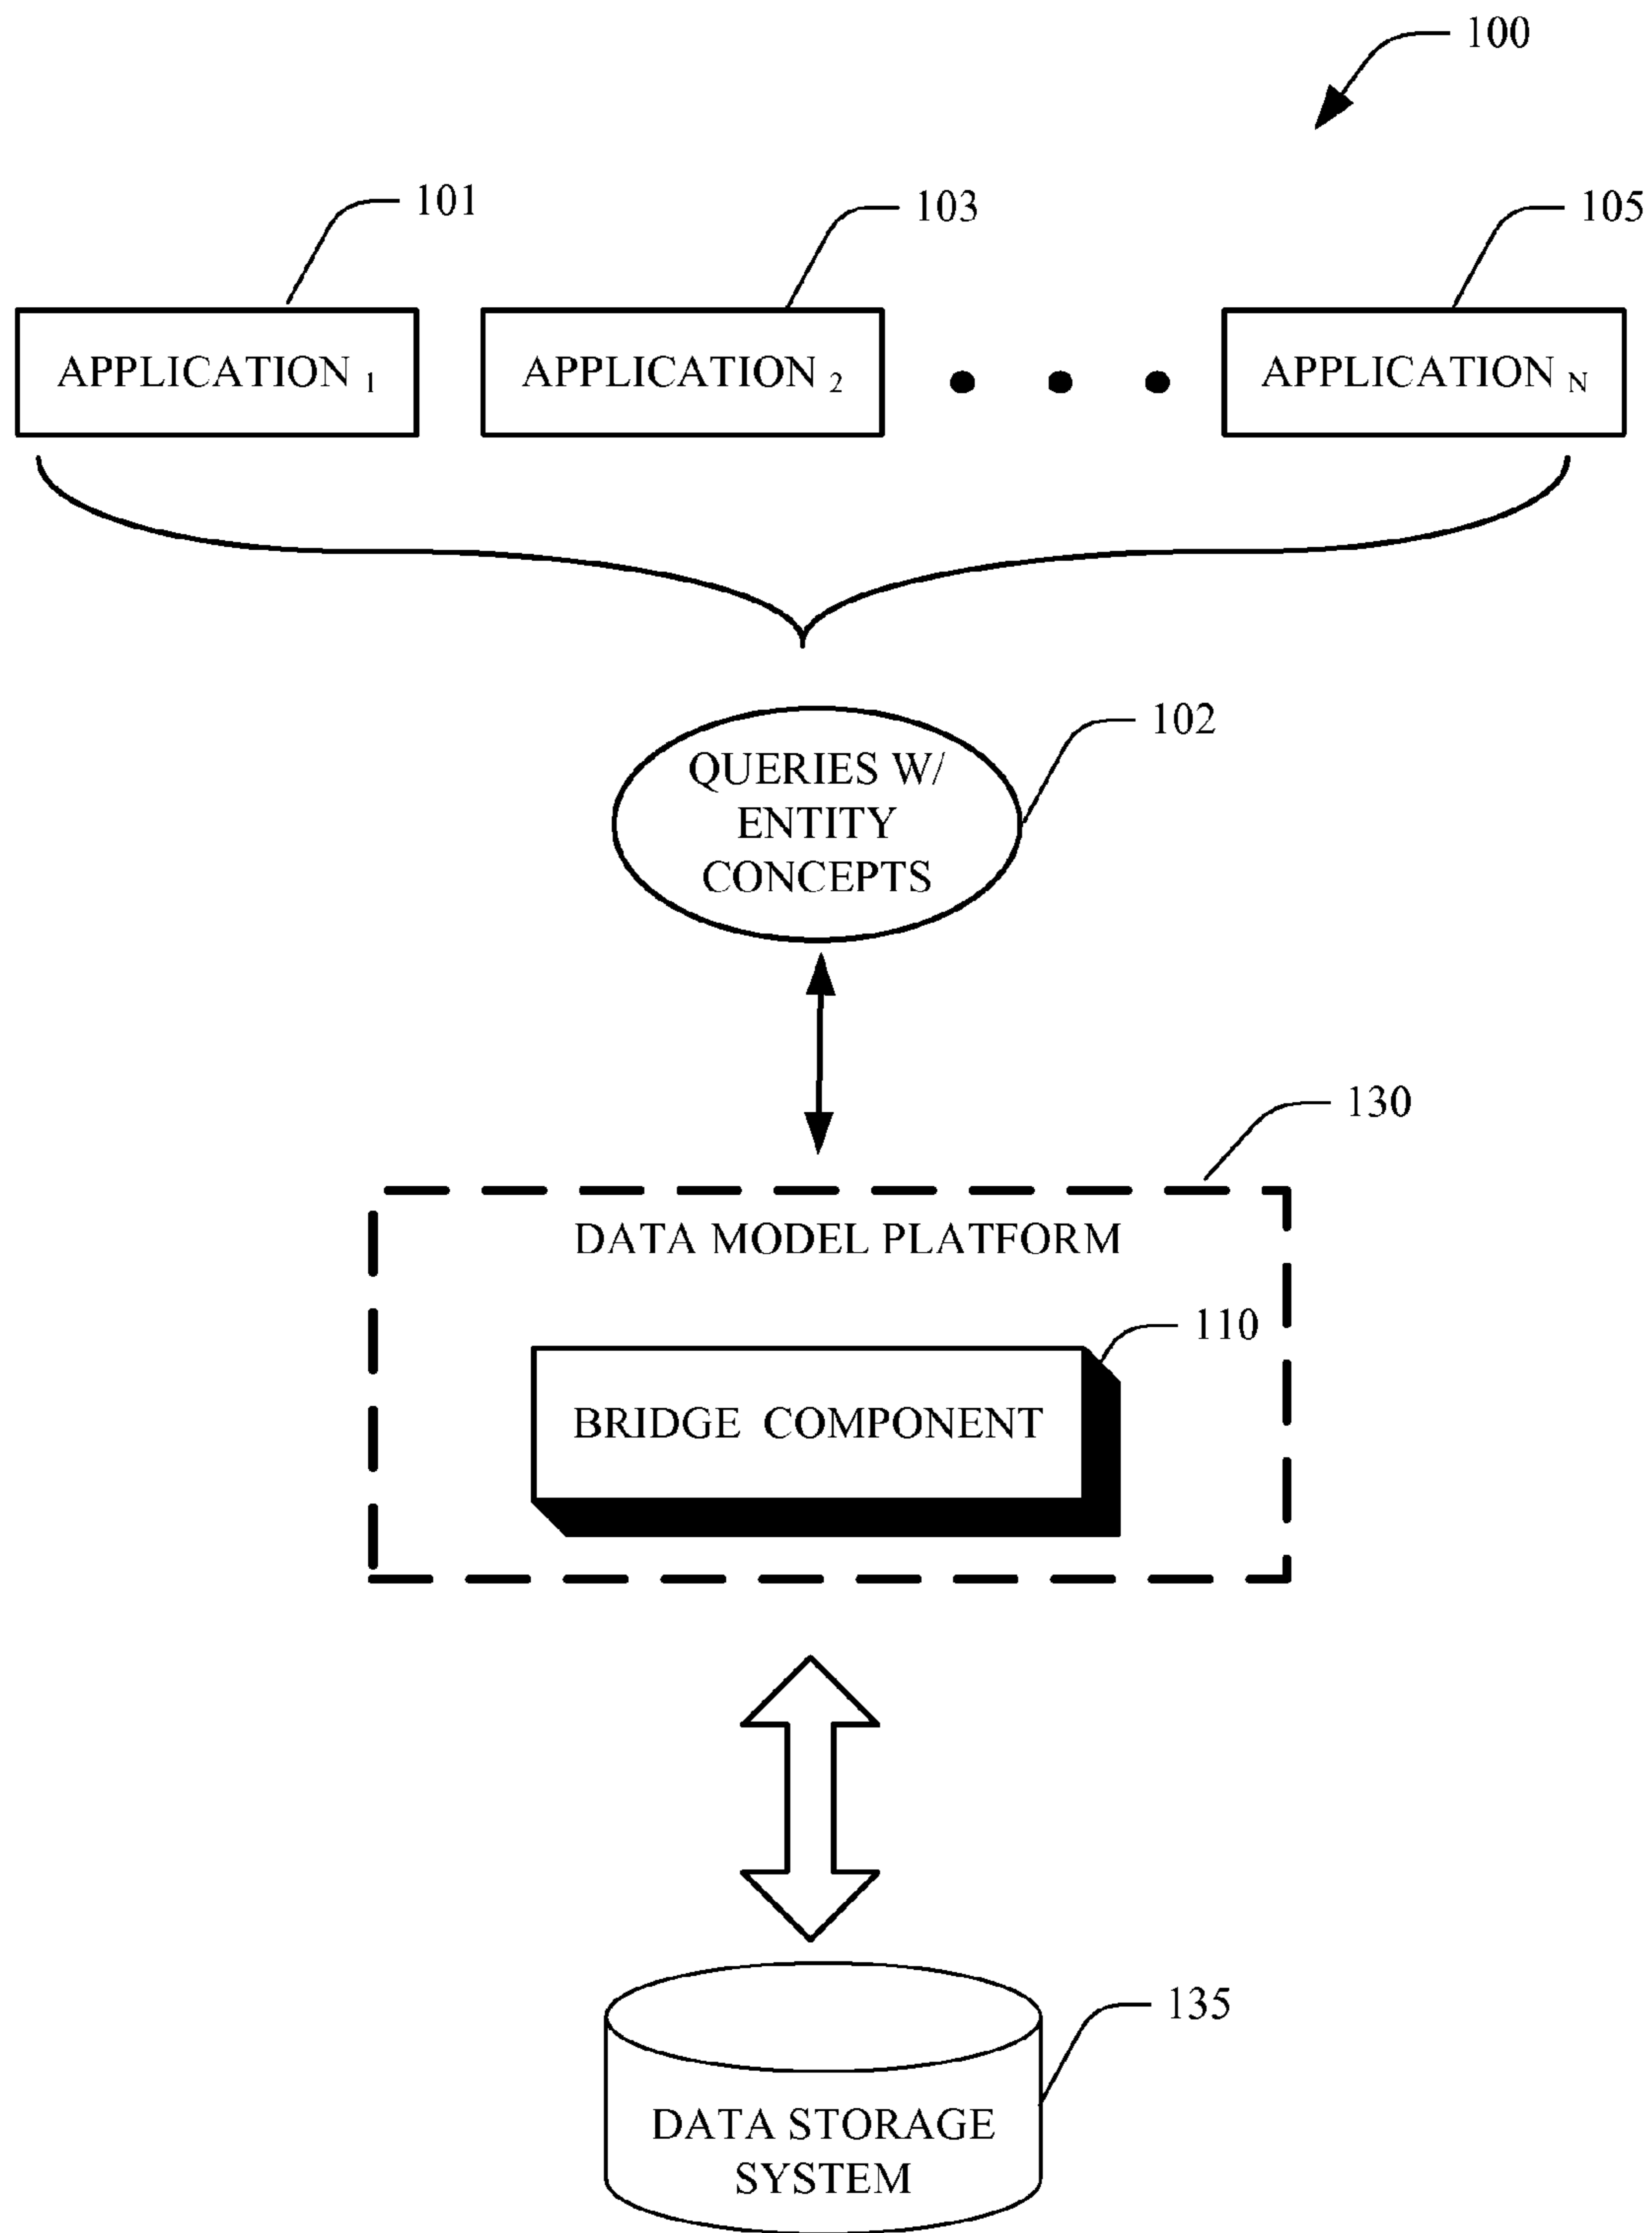 100
101
103
105
APPLICATION 1
APPLICATION 2
APPLICATION N
102
QUERIES W/
ENTITY
CONCEPTS
130
DATA MODEL PLATFORM
110
BRIDGE COMPONENT
135
DATA STORAGE
SYSTEM